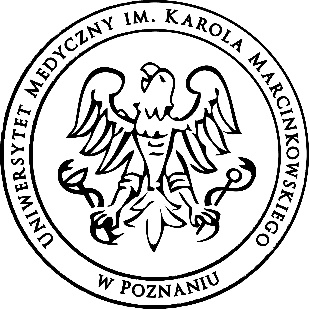 UNIWERSYTET MEDYCZNY IM. KAROLA MARCINKOWSKIEGO
W POZNANIU